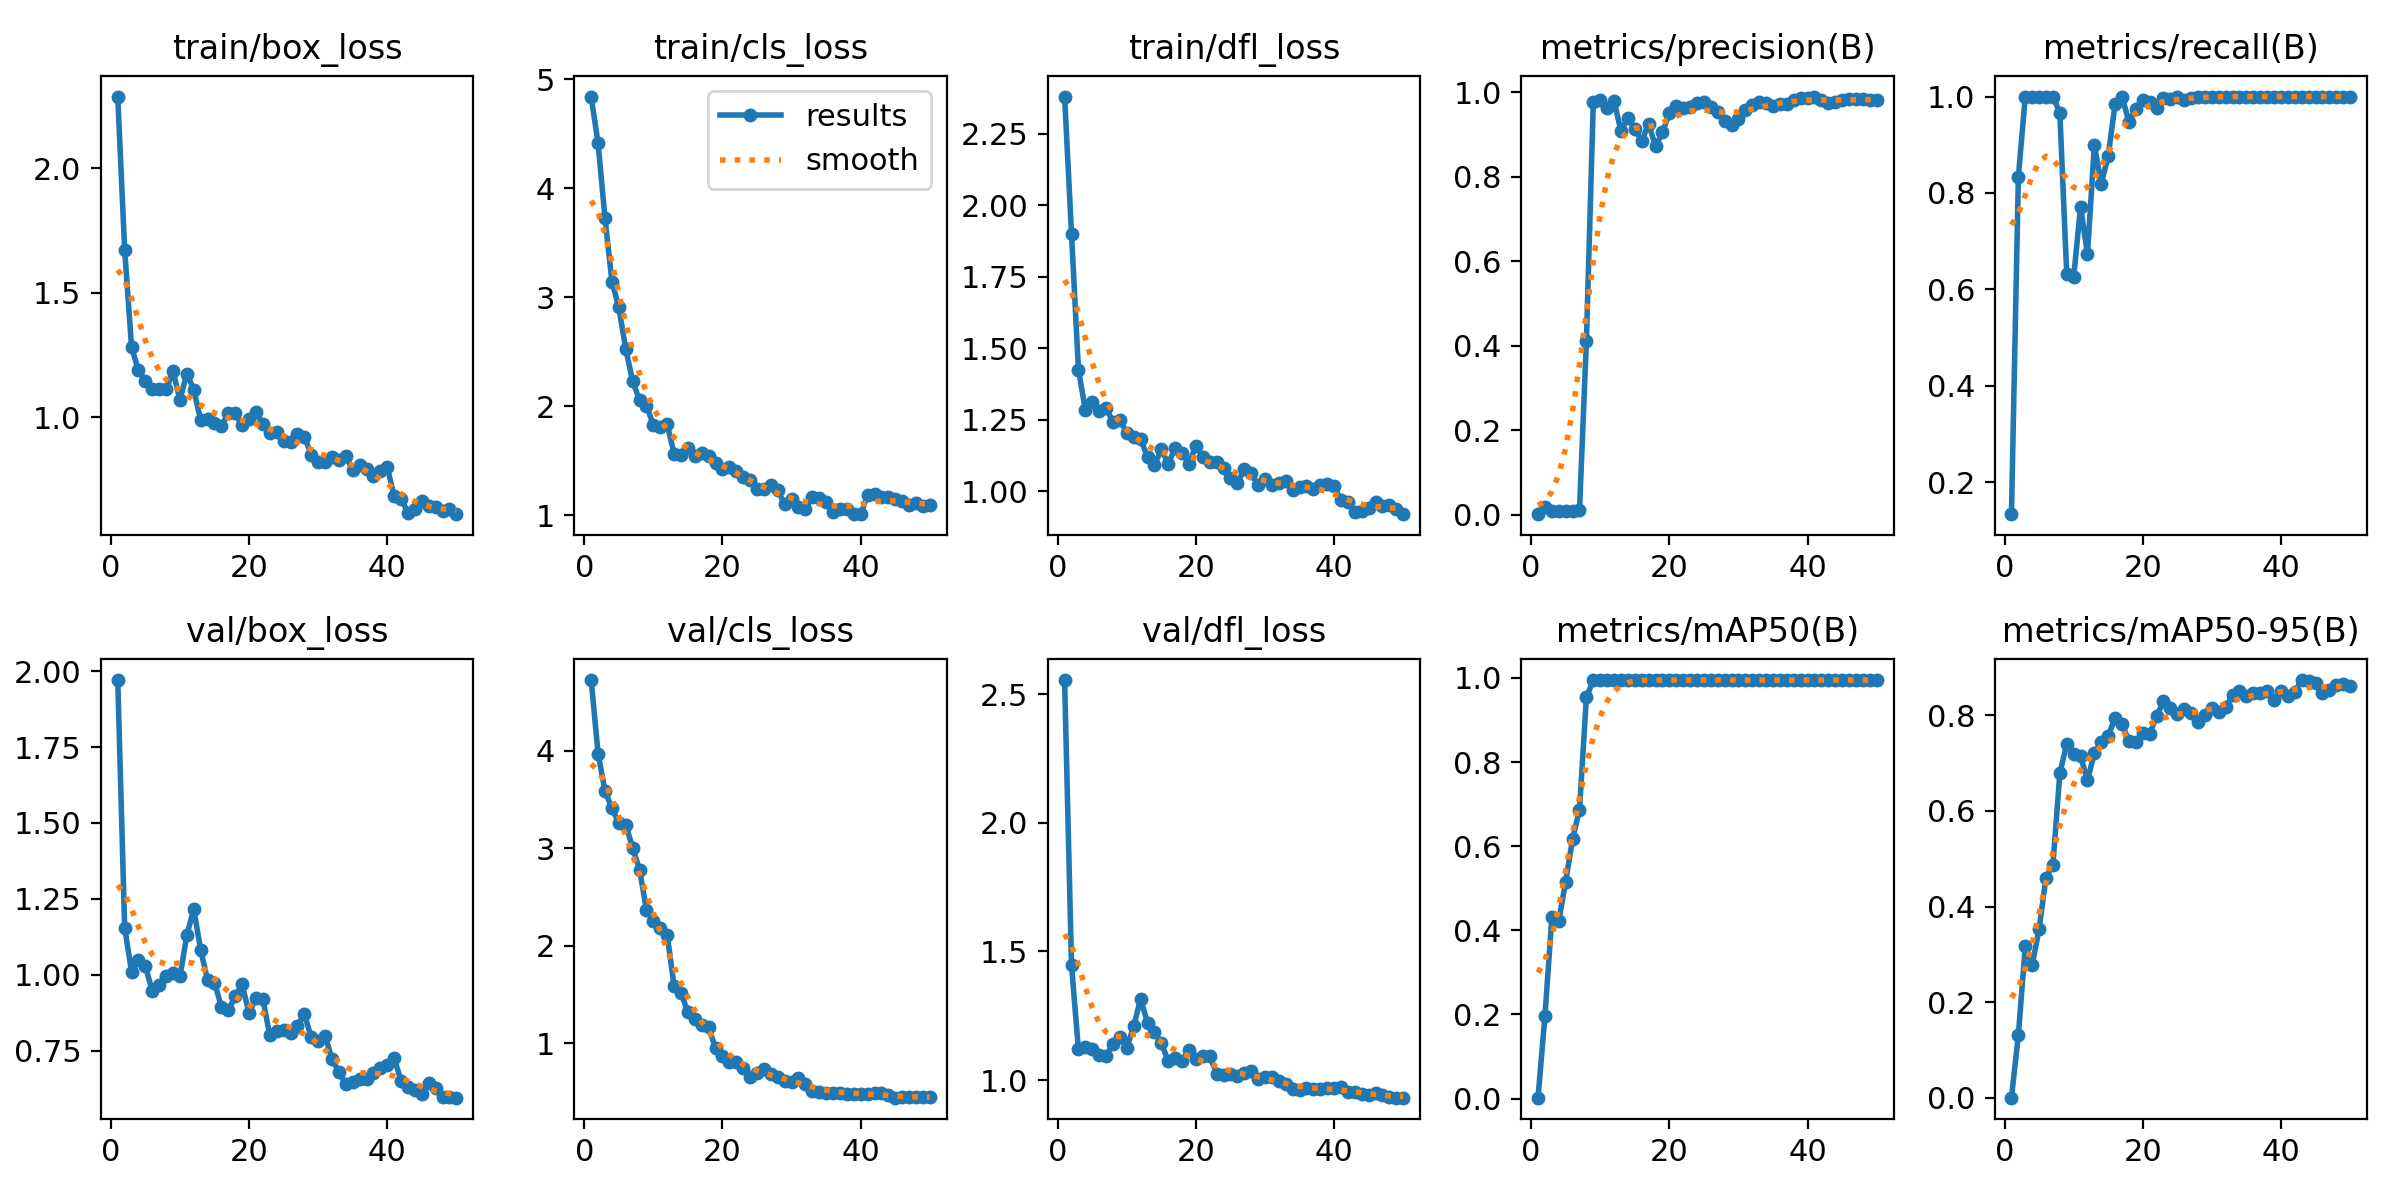 train/box_loss
2.0
1.5
1.0
0 20 40
train/cls_loss
results
smooth
5
4
3
2
1
0 20 40
train/dfl_loss
2.25
2.00
1.75
1.50
1.25
1.00
0 20 40
metrics/precision(B)
1.0
0.8
0.6
0.4
0.2
0.0
0 20 40
metrics/recall(B)
1.0
0.8
0.6
0.4
0.2
0 20 40
val/box_loss
2.00
1.75
1.50
1.25
1.00
0.75
0 20 40
val/cls_loss
4
3
2
1
0 20 40
val/dfl_loss
2.5
2.0
1.5
1.0
0 20 40
metrics/mAP50(B)
1.0
0.8
0.6
0.4
0.2
0.0
0 20 40
metrics/mAP50-95(B)
0.8
0.6
0.4
0.2
0.0
0 20 40